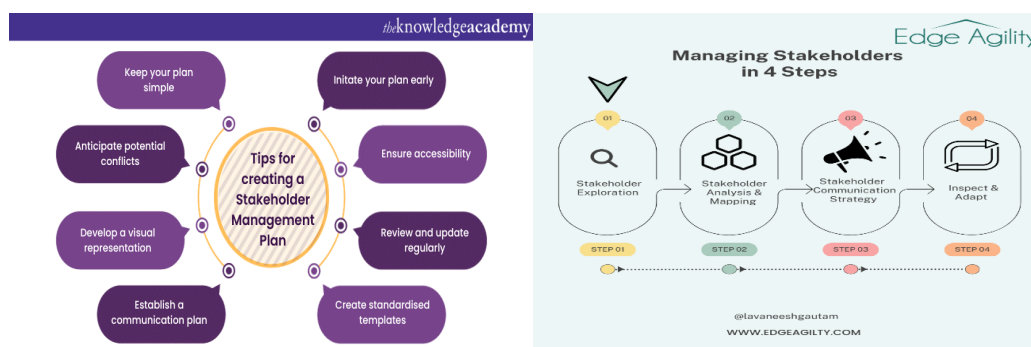 theknowledgeacademy
Keep your plan
simple
Initate your plan early
Anticipate potential
conflicts
Ensure accessibility
Tips for
creating a
Stakeholder
Management
Plan
Develop a visual
representation
Review and update
regularly
Establish a
communication plan
Create standardised
templates
Edge Agility
Managing Stakeholders
in 4 Steps
01
02
03
04
Stakeholder
Exploration
Stakeholder
Analysis &
Mapping
Stakeholder
Communication
Strategy
Inspect &
Adapt
STEP 01
STEP 02
STEP 03
STEP 04
@lavaneeshgautam
WWW.EDGEAGILTY.COM